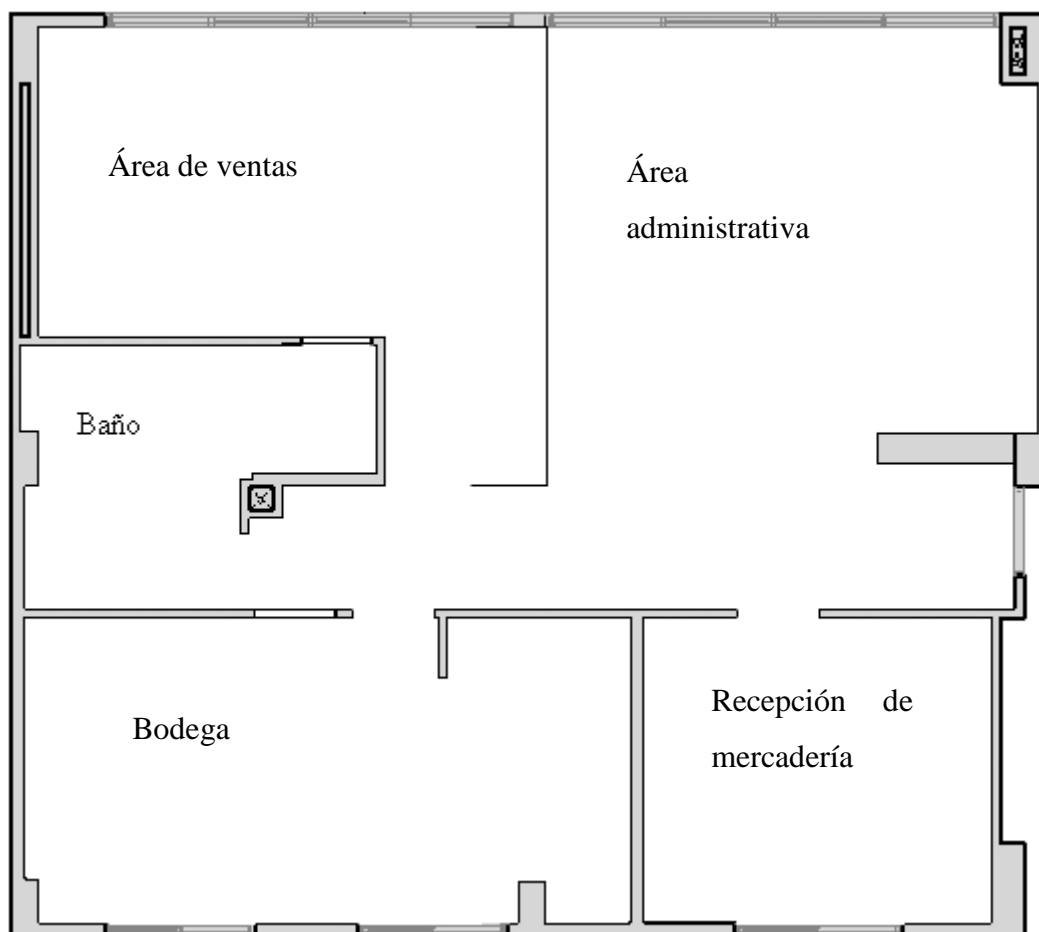 Área de ventas
Área
administrativa
Baño
Bodega
Recepción de
mercadería